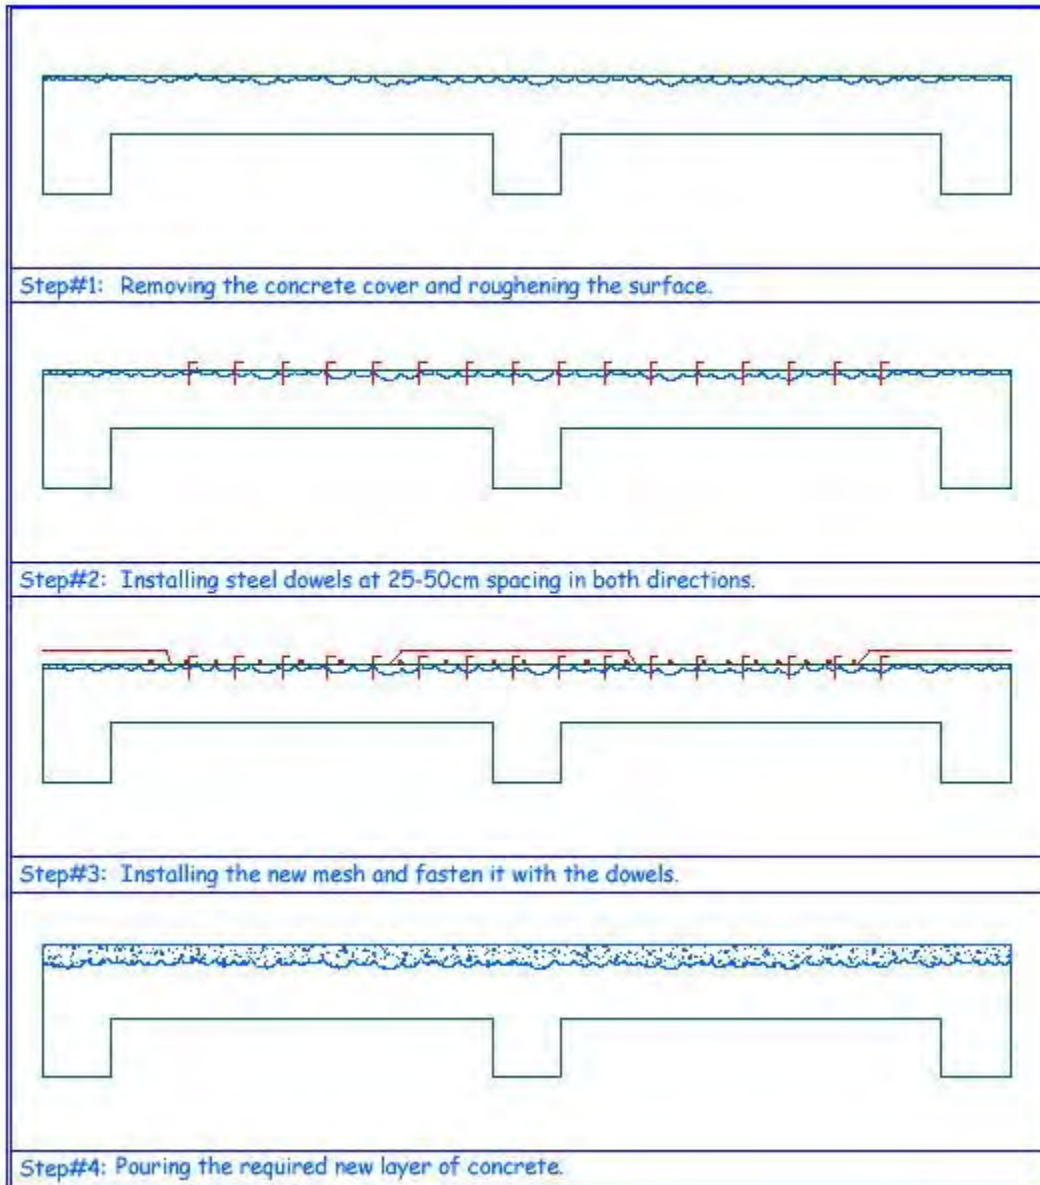 Step#1: Removing the concrete cover and roughening the surface.
Step#2: Installing steel dowels at 25-50cm spacing in both directions.
Step#3: Installing the new mesh and fasten it with the dowels.
Step#4: Pouring the required new layer of concrete.